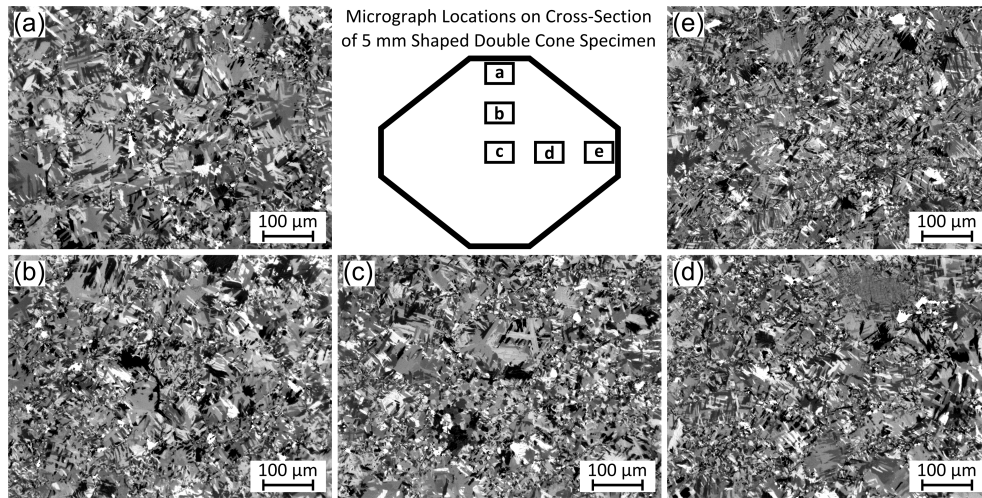 (a)
Micrograph Locations on Cross-Section
of 5 mm Shaped Double Cone Specimen
(e)
a
b
c d e
100 µm
100 µm
(b)
(c)
(d)
100 µm
100 µm
100 µm